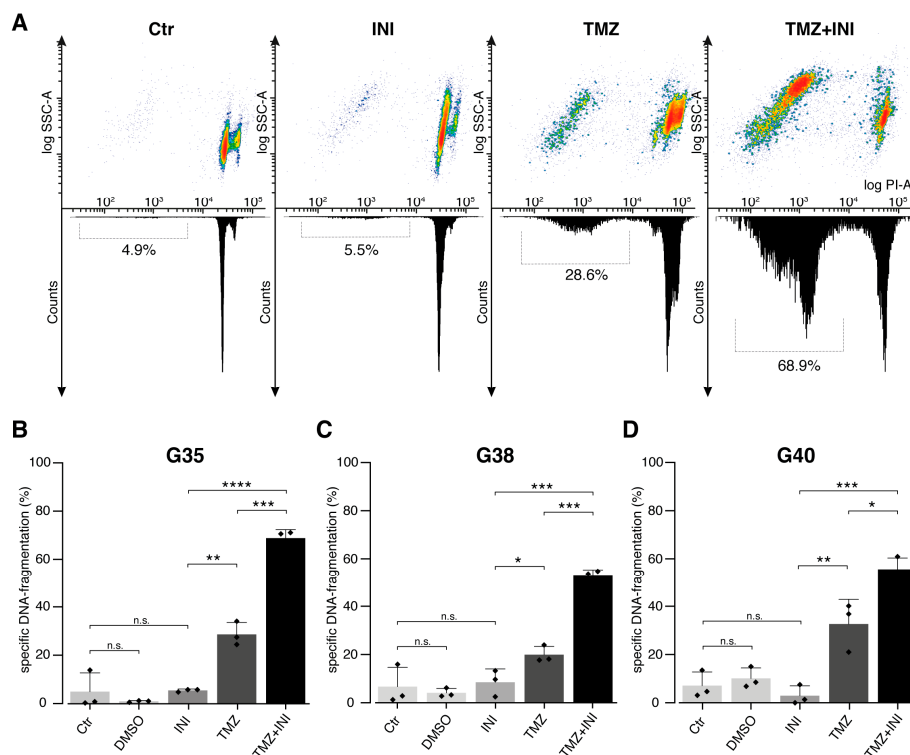 A
Ctr INI TMZ TMZ+INI
log SSC-A log SSC-A log SSC-A log SSC-A
log PI-A
10² 10³ 10⁴ 10⁵ 10² 10³ 10⁴ 10⁵ 10² 10³ 10⁴ 10⁵ 10² 10³ 10⁴ 10⁵
4.9% 5.5% 28.6% 68.9%
Counts Counts Counts Counts
B
G35
specific DNA-fragmentation (%)
100
80
60
40
20
0
****
***
**
n.s.
n.s.
Ctr DMSO INI TMZ TMZ+INI
C
G38
specific DNA-fragmentation (%)
100
80
60
40
20
0
***
***
*
n.s.
n.s.
Ctr DMSO INI TMZ TMZ+INI
D
G40
specific DNA-fragmentation (%)
100
80
60
40
20
0
***
*
**
n.s.
n.s.
Ctr DMSO INI TMZ TMZ+INI